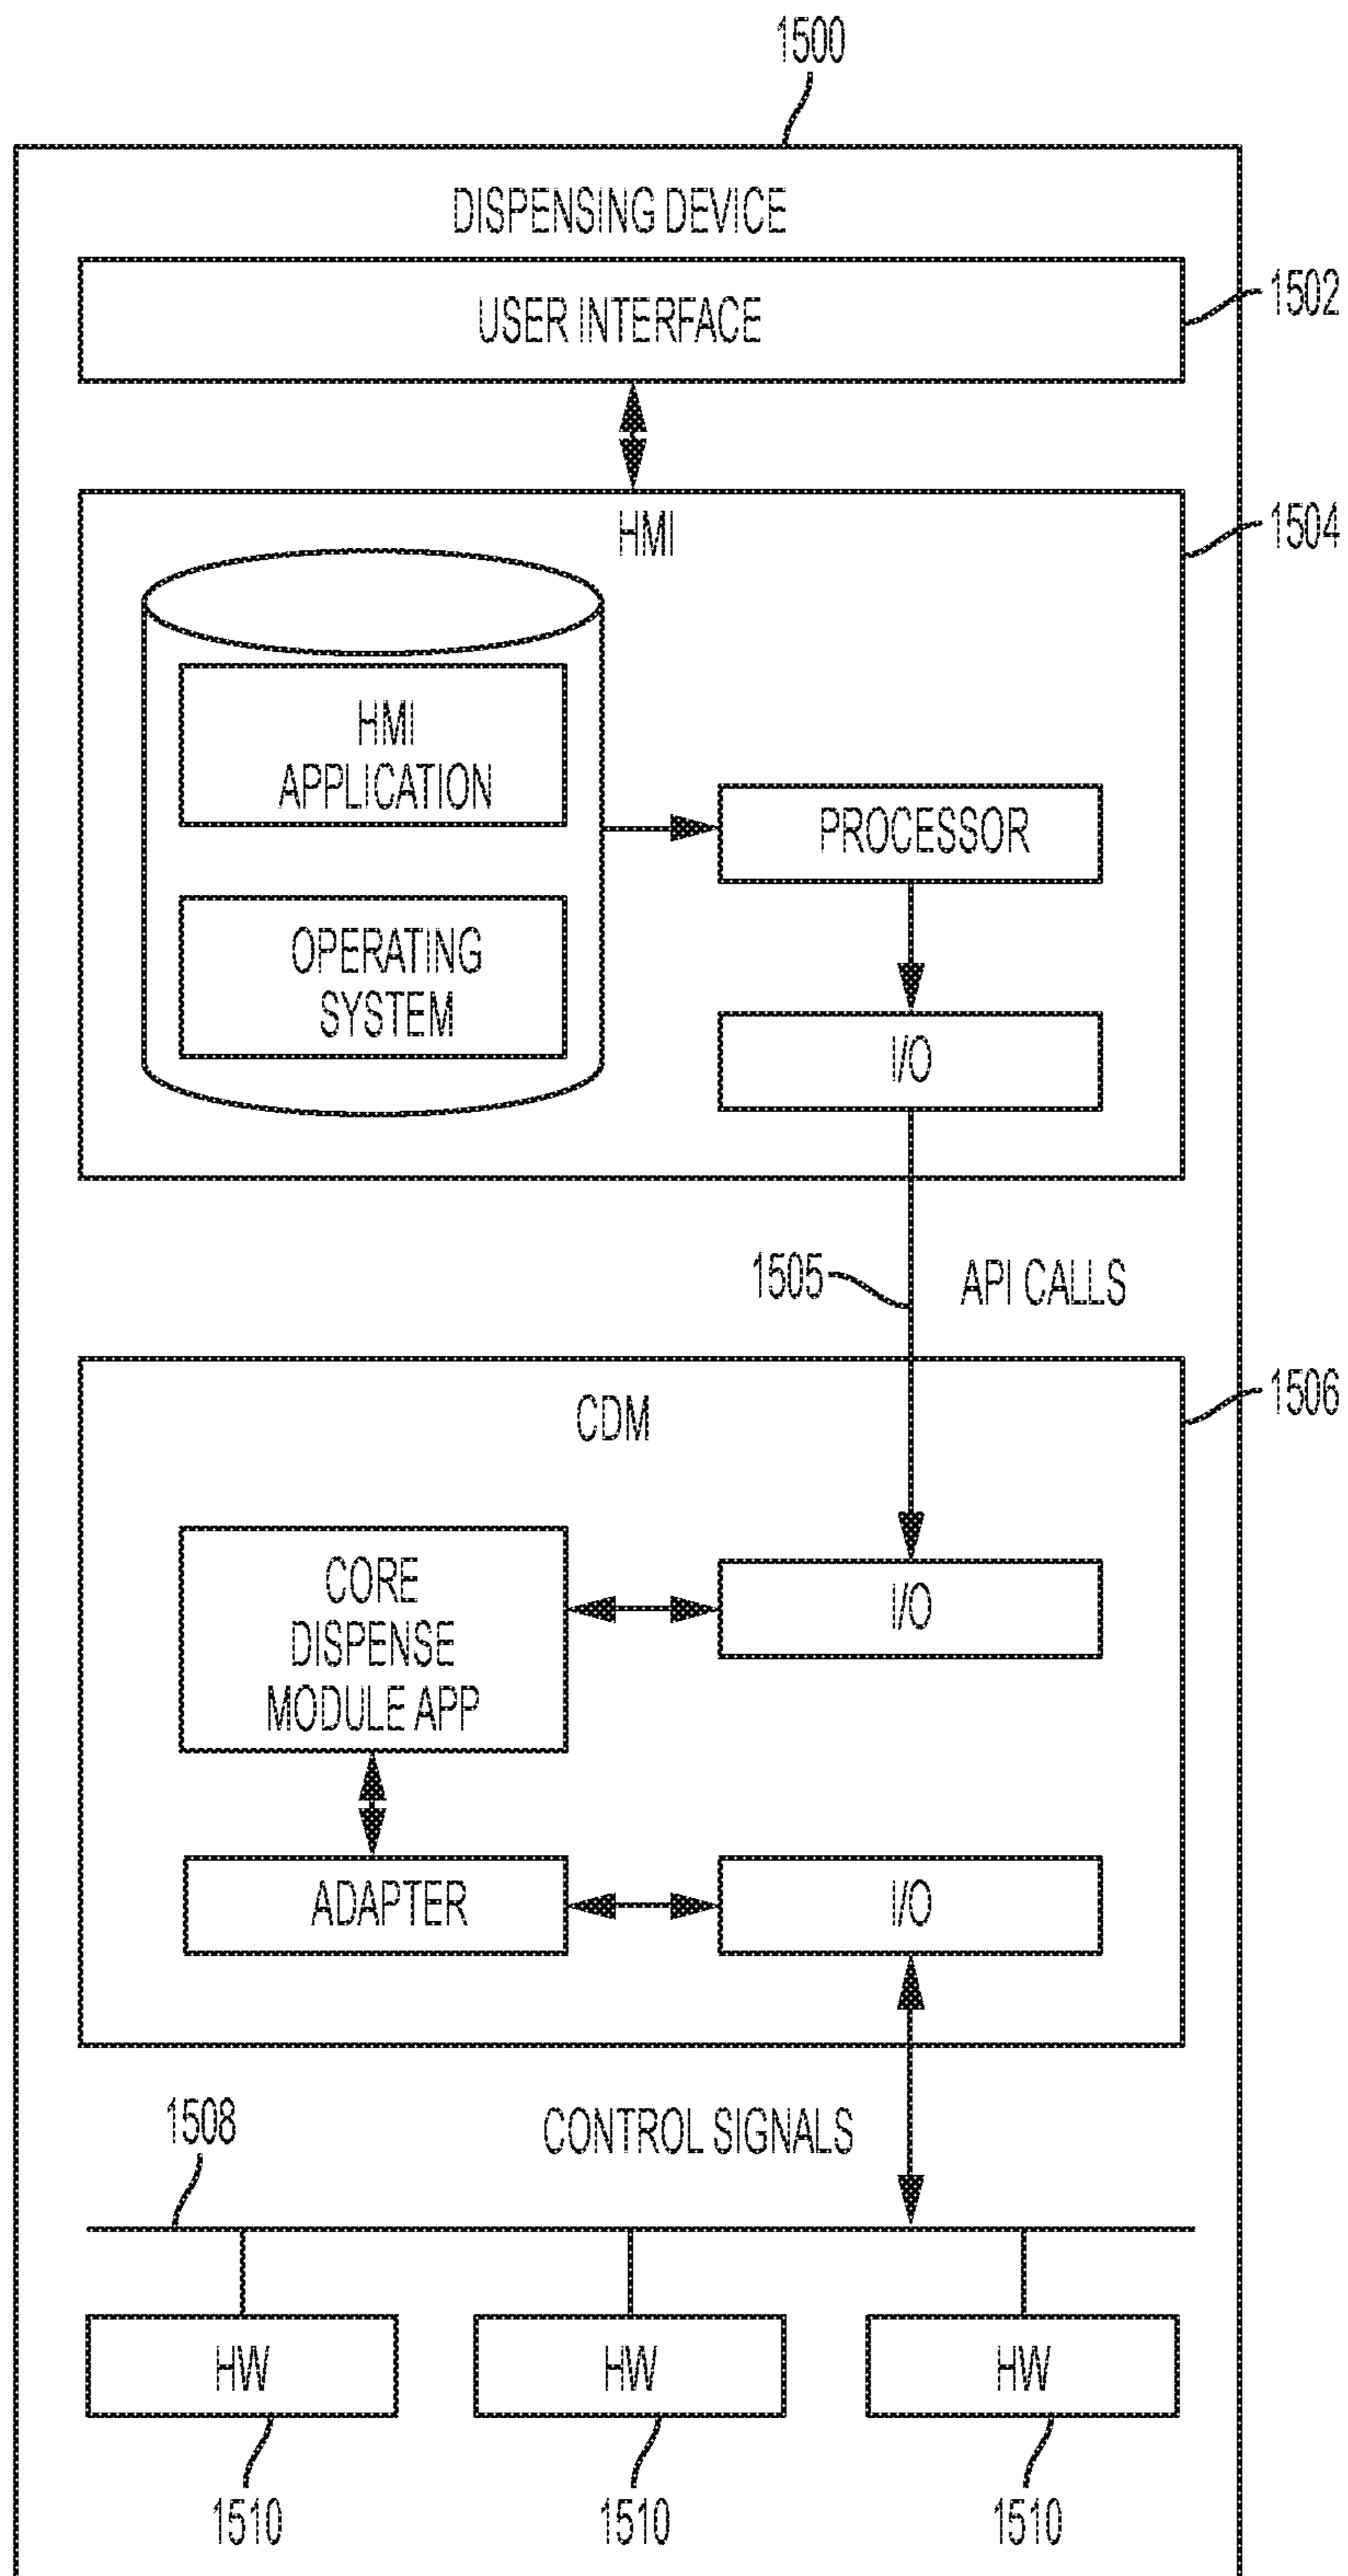 1500
DISPENSING DEVICE
USER INTERFACE
1502
HMI
1504
HMI
APPLICATION
PROCESSOR
OPERATING
SYSTEM
I/O
1505
API CALLS
CDM
1506
CORE
DISPENSE
MODULE APP
I/O
ADAPTER
I/O
1508
CONTROL SIGNALS
HW
HW
HW
1510
1510
1510